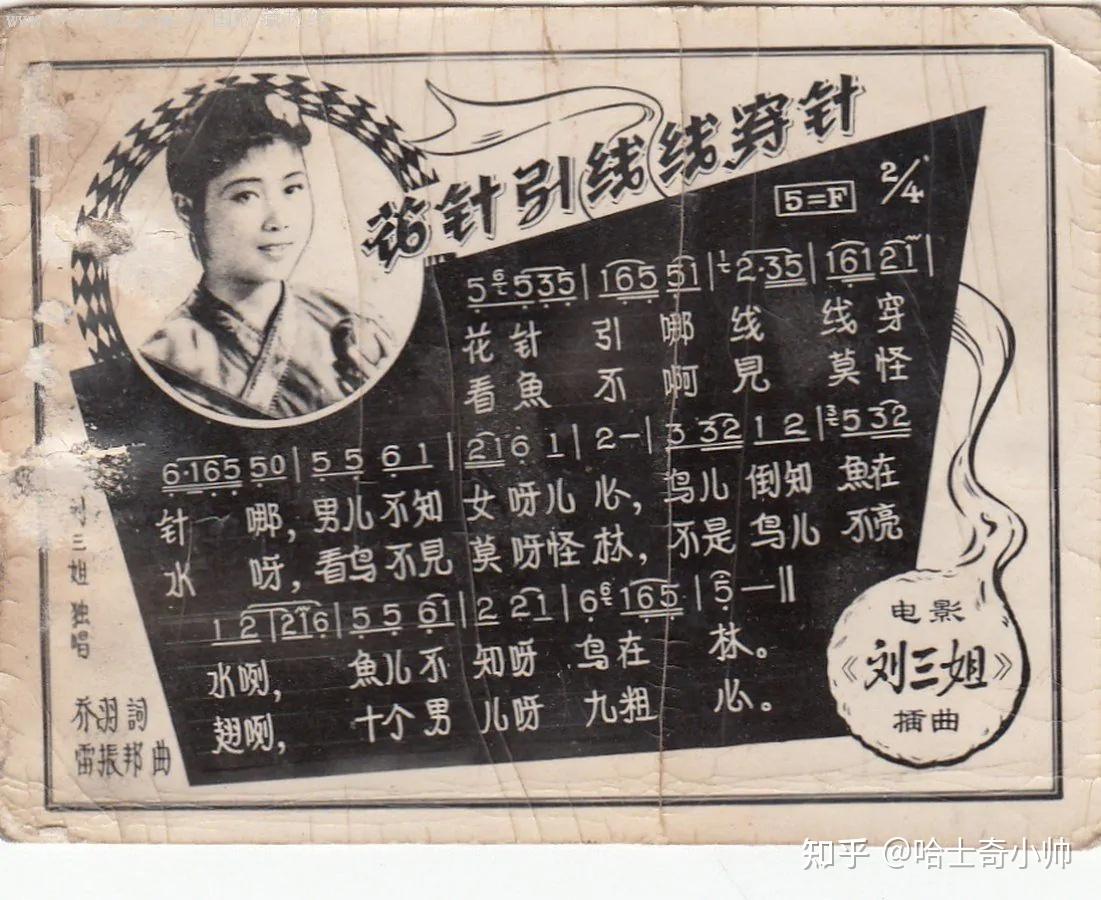 花针引线线穿针
5=F 2/4
5 6 5 3 5 | 1 6 5 5 1 | 1 2·3 5 | 1 6 1 2 1 |
花针 引哪线 线穿
看魚 不啊見 莫怪
6·1 6 5 5 0 | 5 5 6 1 | 2 1 6 1 | 2 — | 3 3 2 1 2 | 3 5 3 2
针 哪，男儿不知 女呀儿心，鸟儿倒知 魚在
水 呀，看鸟不見 莫呀怪林，不是鸟儿 不亮
1 2 | 2 1 6 | 5 5 6 1 | 2 2 1 | 6 6 1 6 5 | 5 — ‖
水咧， 魚儿不 知呀 鸟在 林。
翅咧， 十个男 儿呀 九粗 心。
刘三姐独唱
乔羽詞
雷振邦曲
电影
《刘三姐》
插曲
知乎 @哈士奇小帅